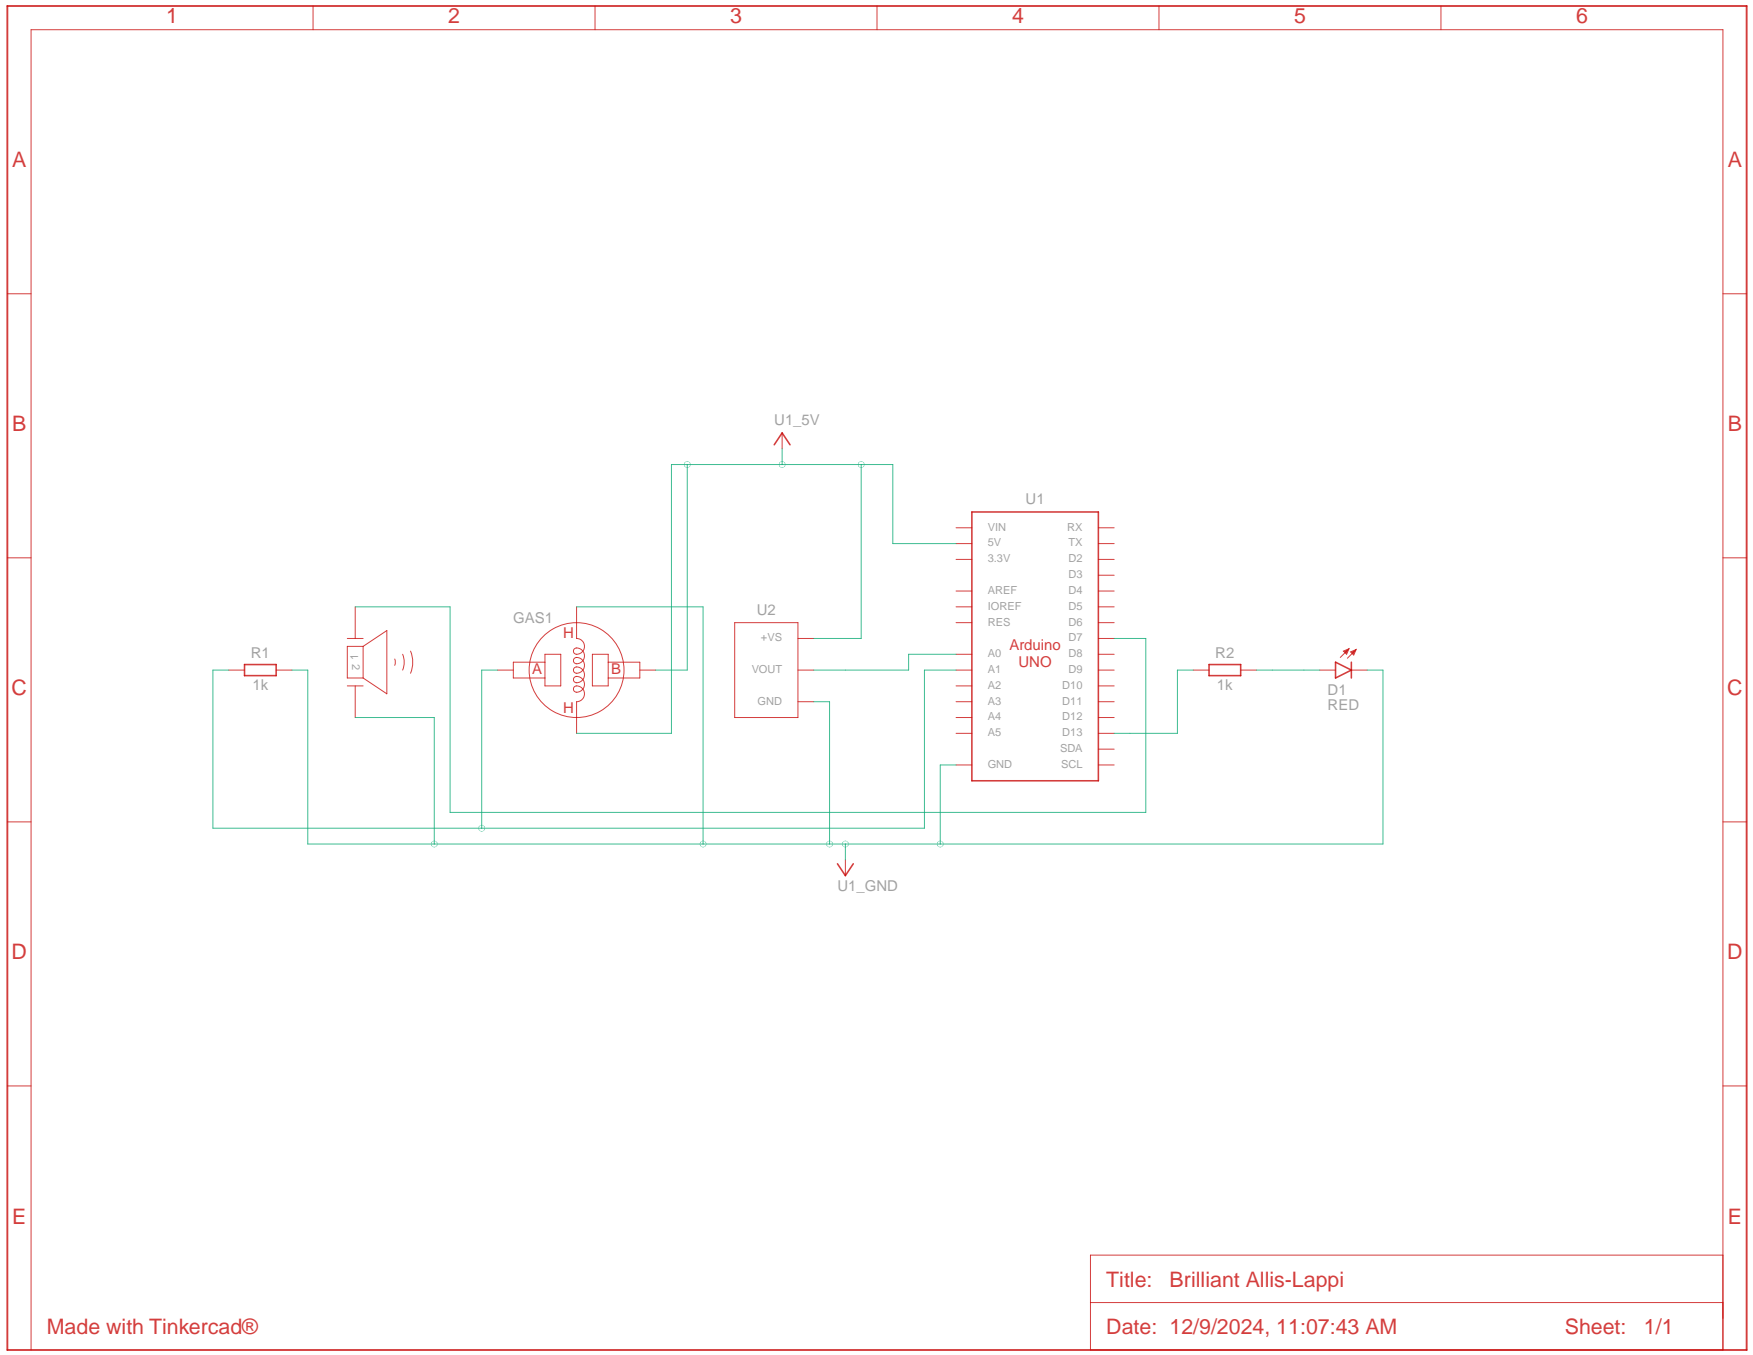 1 2 3 4 5 6
A A
U1_5V
B B
U1
VIN RX
5V TX
3.3V D2
D3
AREF D4
IOREF D5
RES D6
D7
A0 D8
A1 D9
A2 D10
A3 D11
A4 D12
A5 D13
SDA
GND SCL
Arduino
UNO
U2
+VS
VOUT
GND
GAS1
H
A B
H
1 2
R1
1k
R2
1k
D1
RED
C C
U1_GND
D D
E E
Title: Brilliant Allis-Lappi
Made with Tinkercad®
Date: 12/9/2024, 11:07:43 AM Sheet: 1/1